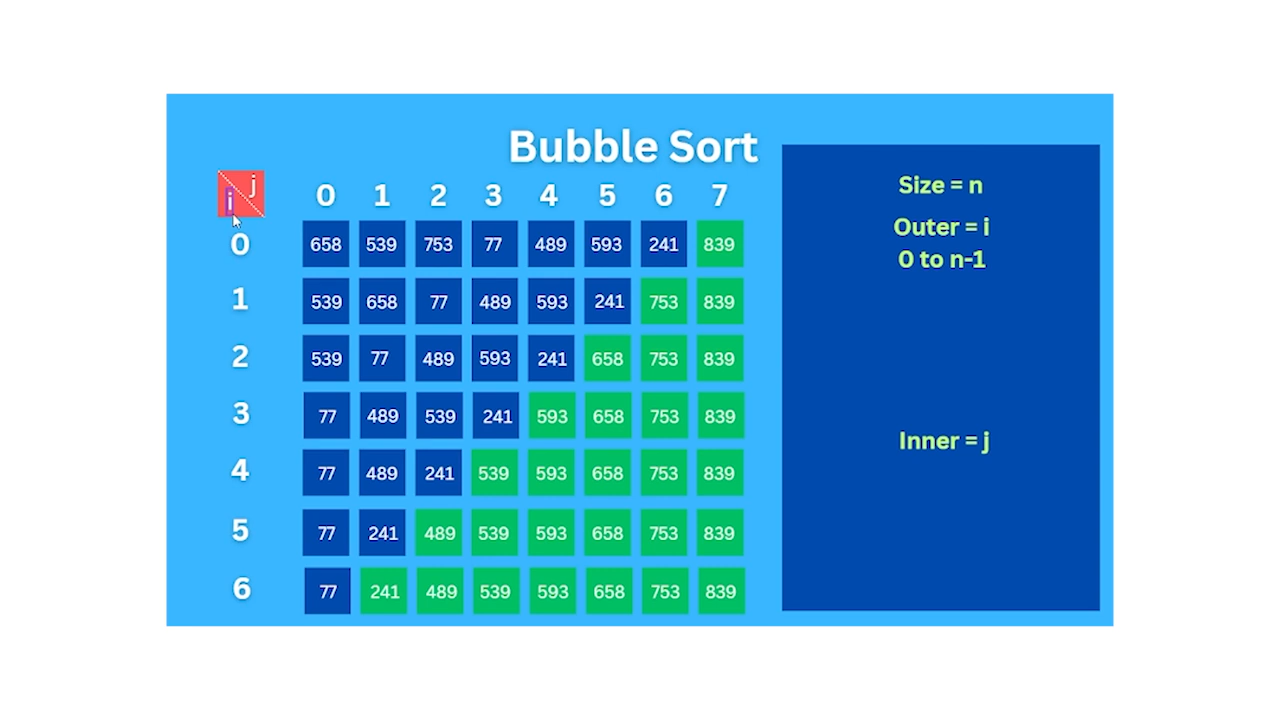 Bubble Sort
j
i
0 1 2 3 4 5 6 7
0 658 539 753 77 489 593 241 839
1 539 658 77 489 593 241 753 839
2 539 77 489 593 241 658 753 839
3 77 489 539 241 593 658 753 839
4 77 489 241 539 593 658 753 839
5 77 241 489 539 593 658 753 839
6 77 241 489 539 593 658 753 839
Size = n
Outer = i
0 to n-1
Inner = j